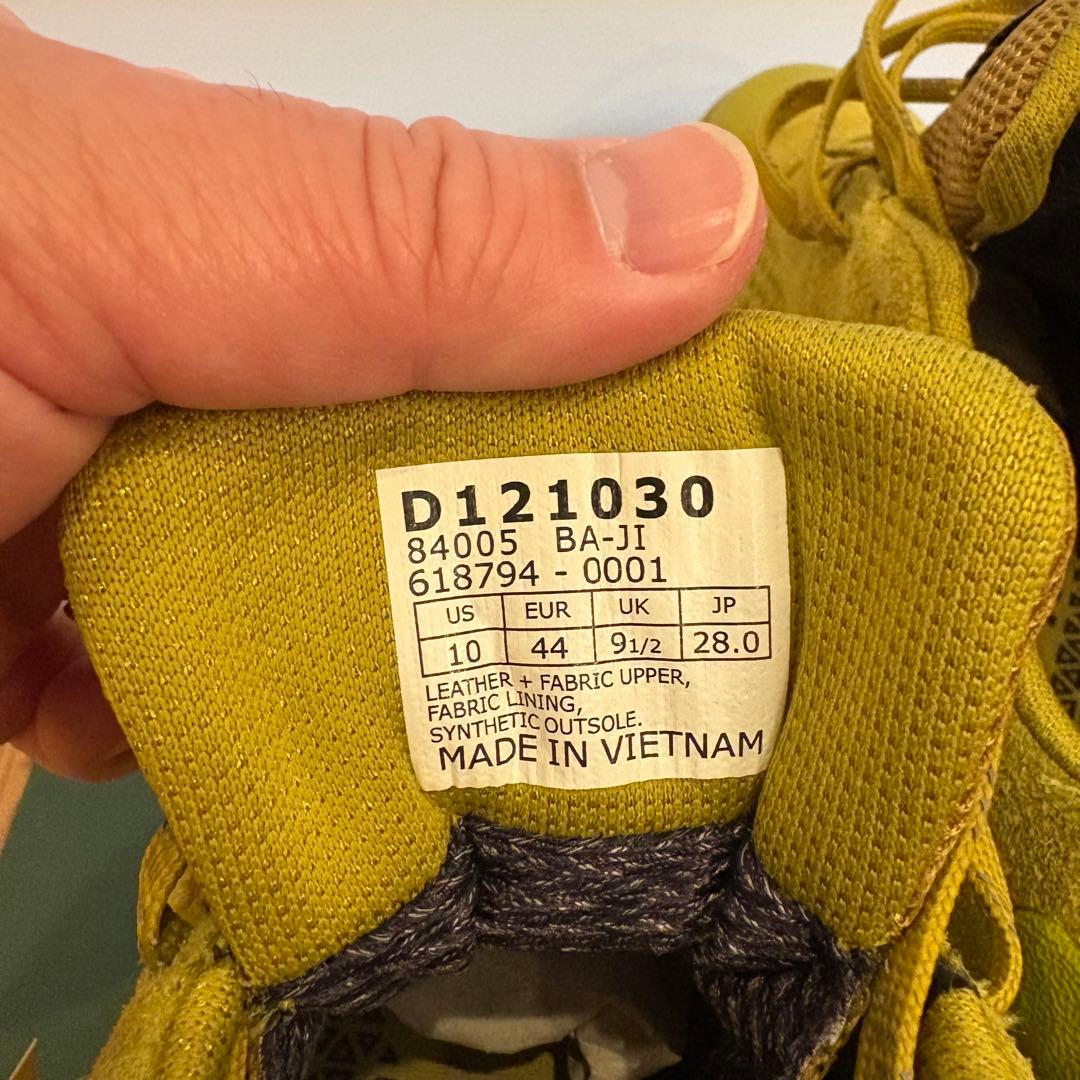 D121030
84005 BA-JI
618794 - 0001
US EUR UK JP
10 44 9 1/2 28.0
LEATHER + FABRIC UPPER,
FABRIC LINING,
SYNTHETIC OUTSOLE.
MADE IN VIETNAM